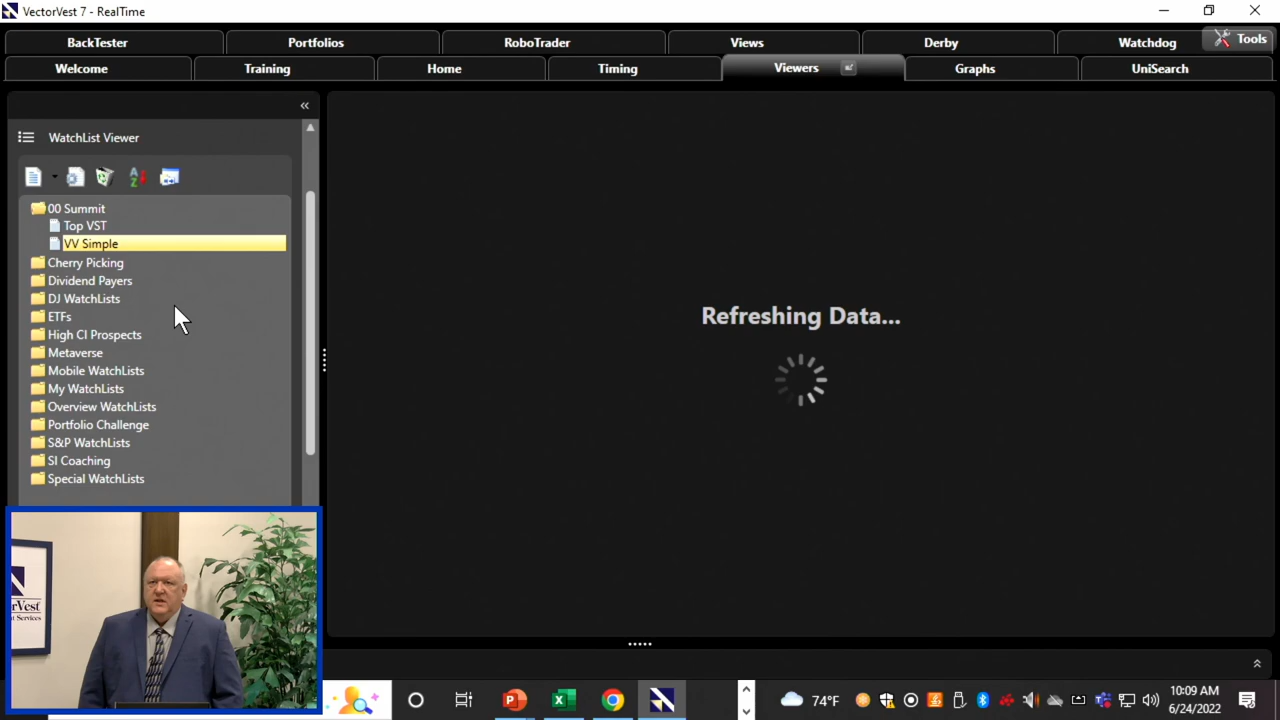 VectorVest 7 - RealTime
BackTester Portfolios RoboTrader Views Derby Watchdog Tools
Welcome Training Home Timing Viewers Graphs UniSearch
WatchList Viewer
00 Summit
Top VST
VV Simple
Cherry Picking
Dividend Payers
DJ WatchLists
ETFs
High CI Prospects
Metaverse
Mobile WatchLists
My WatchLists
Overview WatchLists
Portfolio Challenge
S&P WatchLists
SI Coaching
Special WatchLists
Refreshing Data...
orVest
nt Services
74°F
10:09 AM
6/24/2022